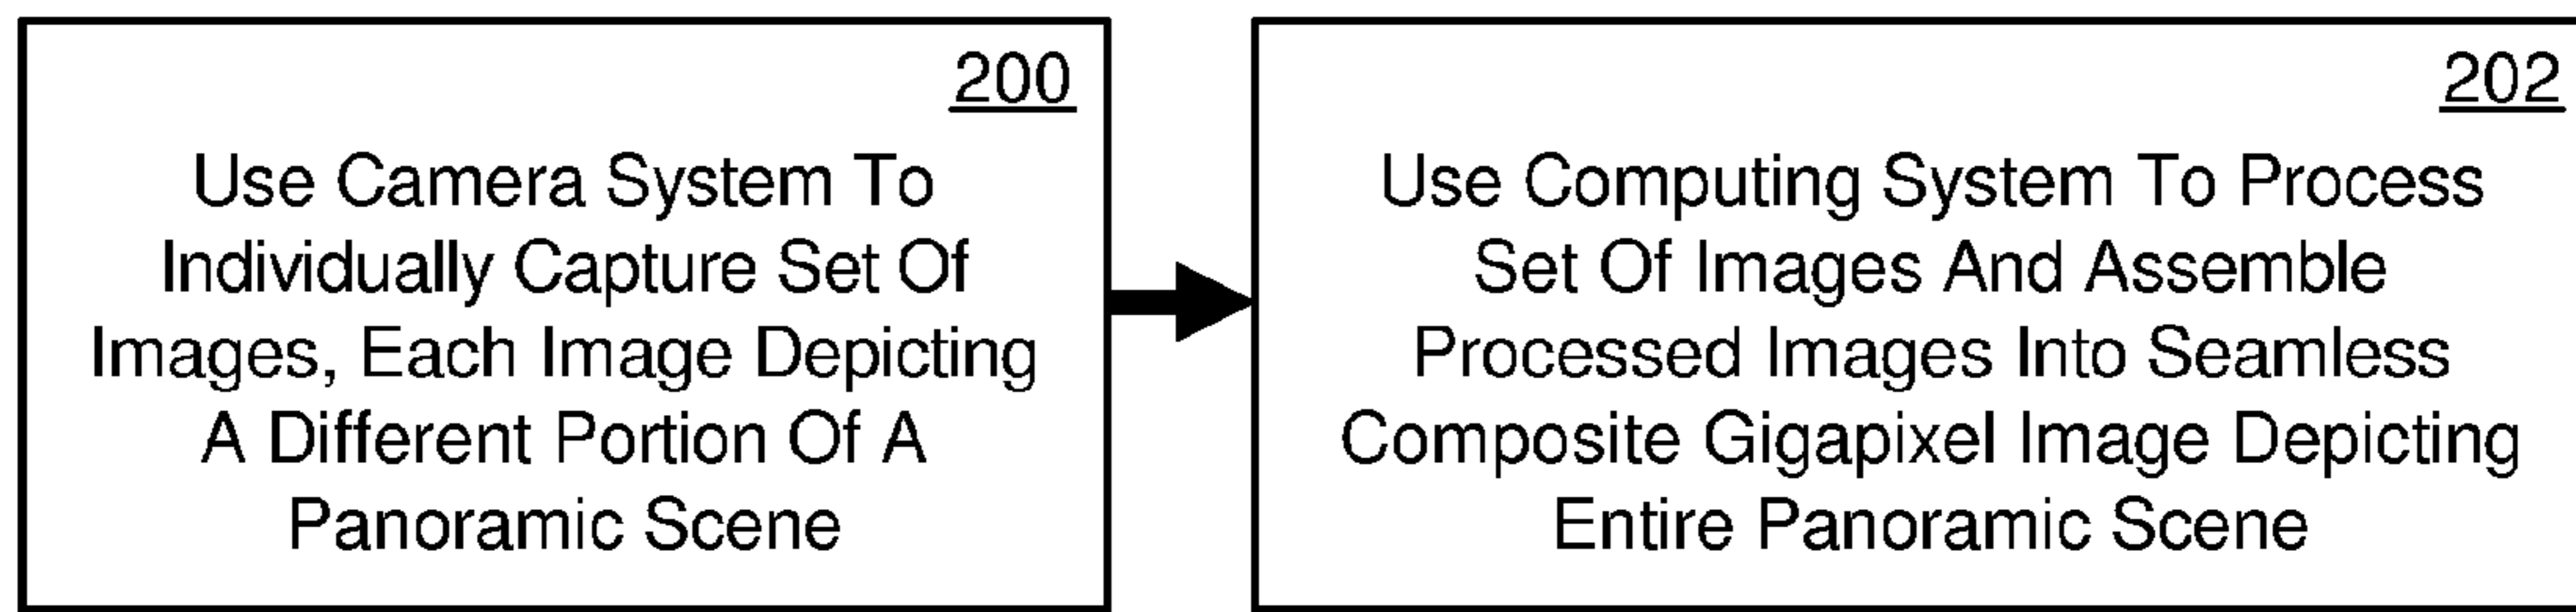 200
Use Camera System To
Individually Capture Set Of
Images, Each Image Depicting
A Different Portion Of A
Panoramic Scene
202
Use Computing System To Process
Set Of Images And Assemble
Processed Images Into Seamless
Composite Gigapixel Image Depicting
Entire Panoramic Scene